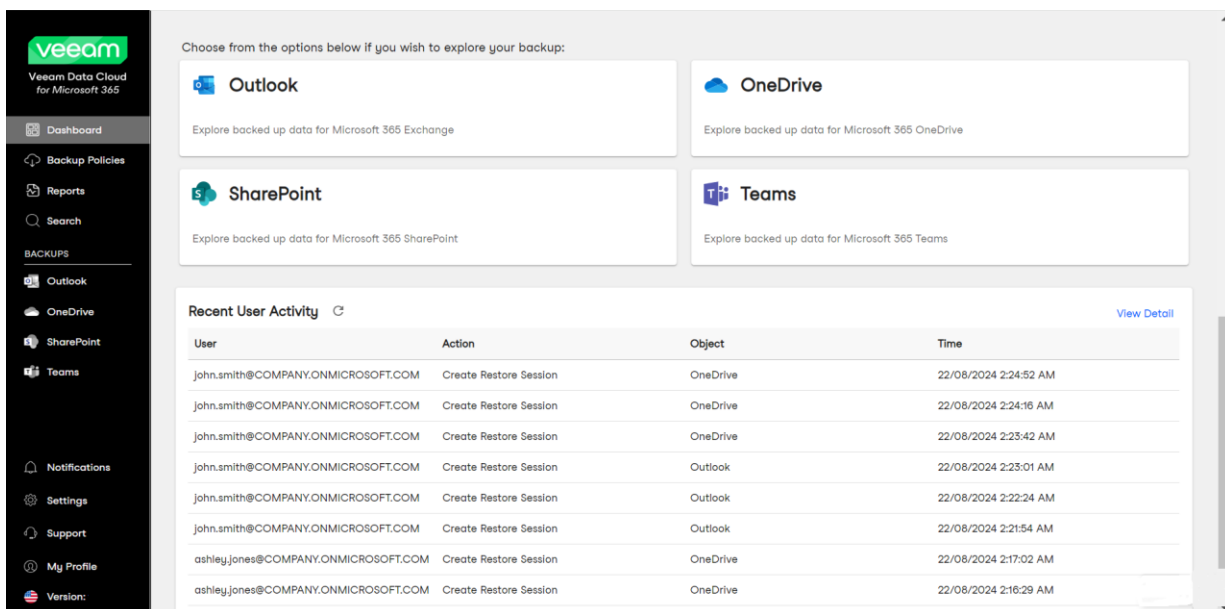 veeam
Veeam Data Cloud
for Microsoft 365
Dashboard
Backup Policies
Reports
Search
BACKUPS
Outlook
OneDrive
SharePoint
Teams
Notifications
Settings
Support
My Profile
Version:
Choose from the options below if you wish to explore your backup:
Outlook
Explore backed up data for Microsoft 365 Exchange
OneDrive
Explore backed up data for Microsoft 365 OneDrive
SharePoint
Explore backed up data for Microsoft 365 SharePoint
Teams
Explore backed up data for Microsoft 365 Teams
Recent User Activity View Detail
User Action Object Time
john.smith@COMPANY.ONMICROSOFT.COM Create Restore Session OneDrive 22/08/2024 2:24:52 AM
john.smith@COMPANY.ONMICROSOFT.COM Create Restore Session OneDrive 22/08/2024 2:24:16 AM
john.smith@COMPANY.ONMICROSOFT.COM Create Restore Session OneDrive 22/08/2024 2:23:42 AM
john.smith@COMPANY.ONMICROSOFT.COM Create Restore Session Outlook 22/08/2024 2:23:01 AM
john.smith@COMPANY.ONMICROSOFT.COM Create Restore Session Outlook 22/08/2024 2:22:24 AM
john.smith@COMPANY.ONMICROSOFT.COM Create Restore Session Outlook 22/08/2024 2:21:54 AM
ashley.jones@COMPANY.ONMICROSOFT.COM Create Restore Session OneDrive 22/08/2024 2:17:02 AM
ashley.jones@COMPANY.ONMICROSOFT.COM Create Restore Session OneDrive 22/08/2024 2:16:29 AM